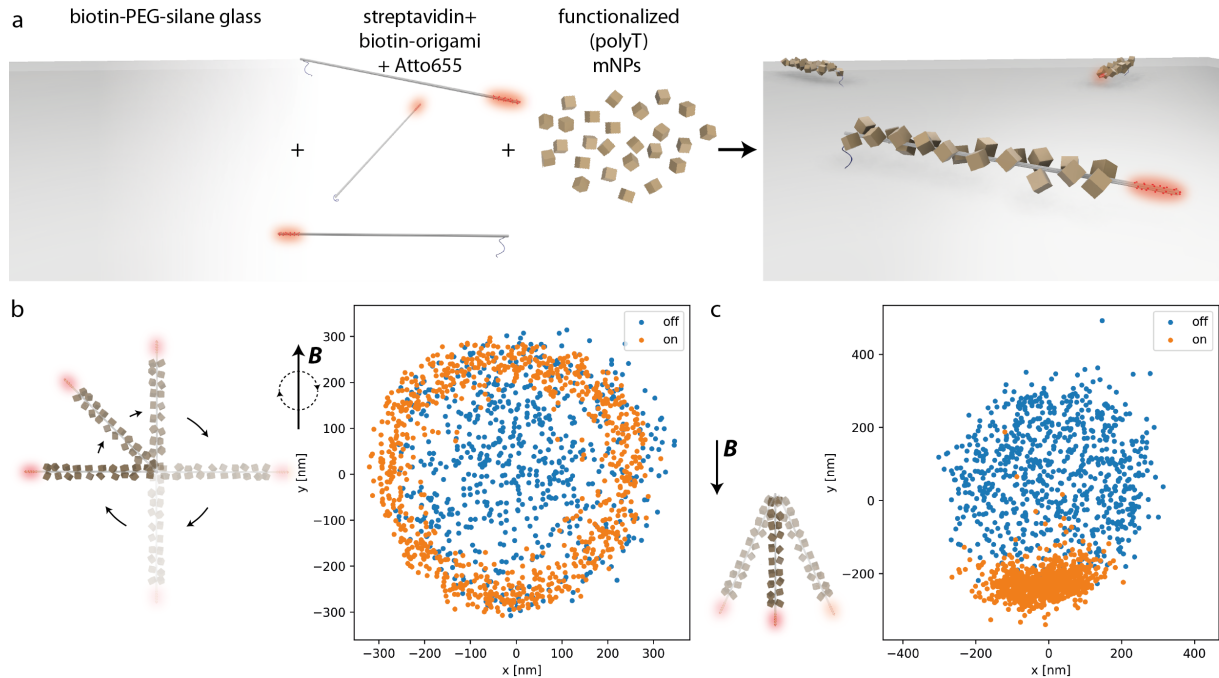 a
biotin-PEG-silane glass
streptavidin+
biotin-origami
+ Atto655
functionalized
(polyT)
mNPs
+
+
b
B
off
on
300
200
100
0
−100
−200
−300
y [nm]
−300 −200 −100 0 100 200 300
x [nm]
c
B
off
on
400
200
0
−200
y [nm]
−400 −200 0 200 400
x [nm]